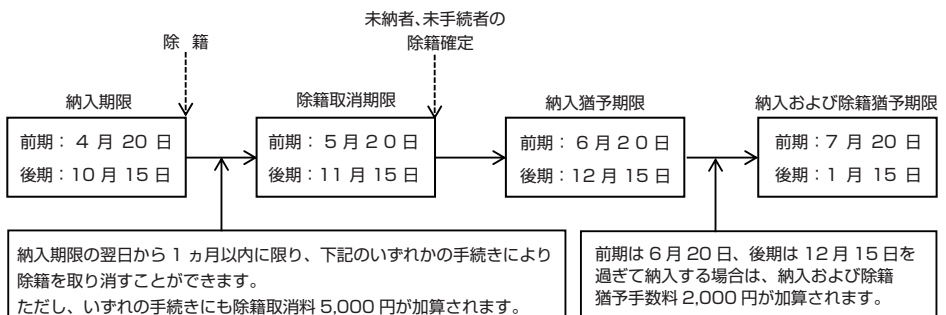 未納者、未手続者の
除籍確定
除 籍
納入期限
除籍取消期限
納入猶予期限
納入および除籍猶予期限
前期： 4 月 20 日
後期：10 月 15 日
前期： 5 月 2 0 日
後期：11 月 15 日
前期： 6 月 2 0 日
後期：12 月 15 日
前期：7 月 20 日
後期：1 月 15 日
納入期限の翌日から 1 ヵ月以内に限り、下記のいずれかの手続きにより
除籍を取り消すことができます。
ただし、いずれの手続きにも除籍取消料 5,000 円が加算されます。
前期は 6 月 20 日、後期は 12 月 15 日を
過ぎて納入する場合は、納入および除籍
猶予手数料 2,000 円が加算されます。